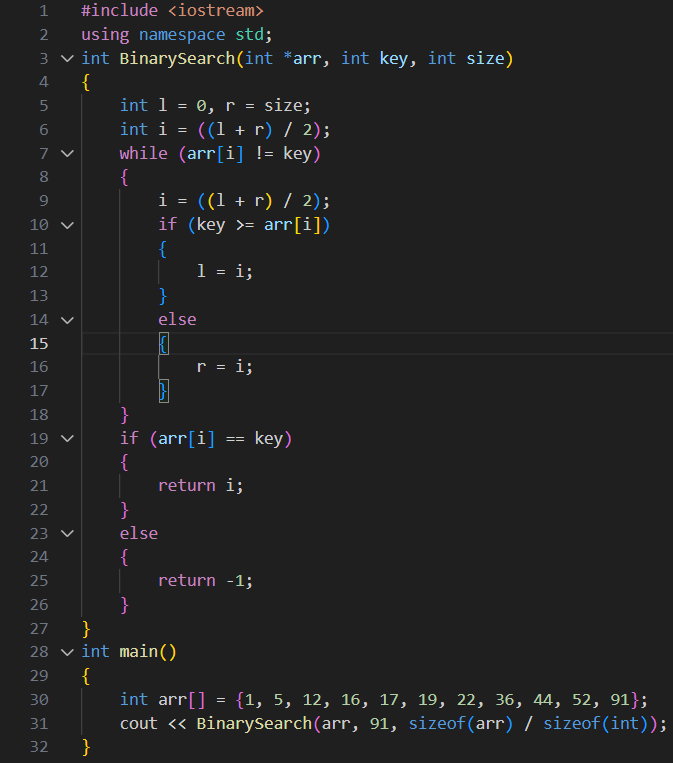 1 #include <iostream>
2 using namespace std;
3 int BinarySearch(int *arr, int key, int size)
4 {
5     int l = 0, r = size;
6     int i = ((l + r) / 2);
7     while (arr[i] != key)
8     {
9         i = ((l + r) / 2);
10         if (key >= arr[i])
11         {
12             l = i;
13         }
14         else
15         {
16             r = i;
17         }
18     }
19     if (arr[i] == key)
20     {
21         return i;
22     }
23     else
24     {
25         return -1;
26     }
27 }
28 int main()
29 {
30     int arr[] = {1, 5, 12, 16, 17, 19, 22, 36, 44, 52, 91};
31     cout << BinarySearch(arr, 91, sizeof(arr) / sizeof(int));
32 }